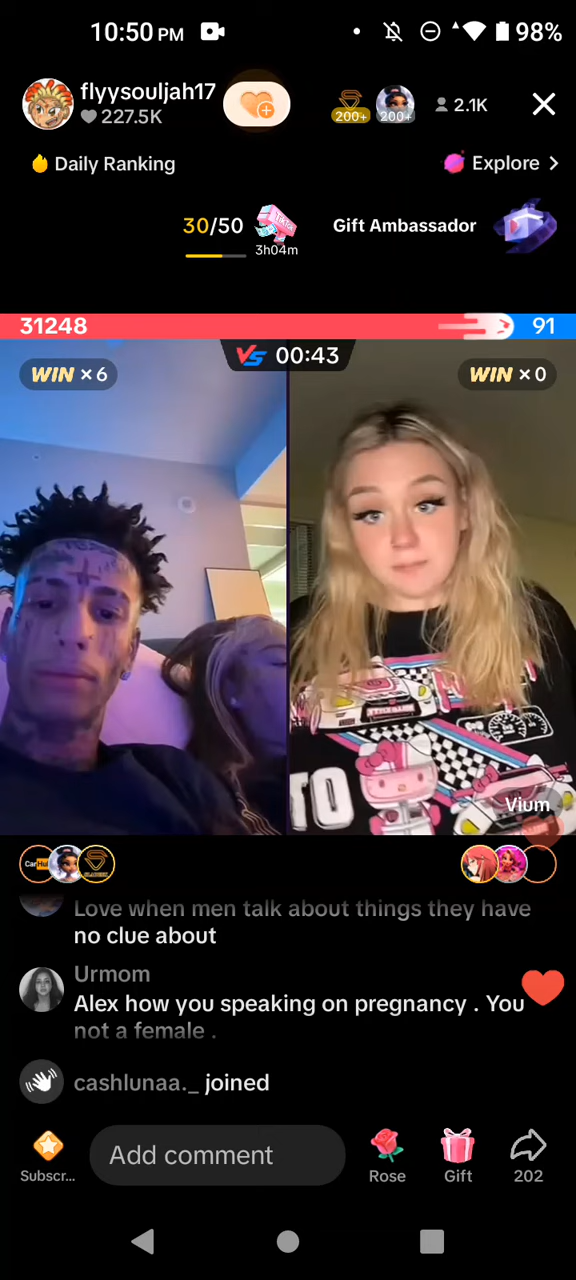 10:50 PM
98%
flyysouljah17
227.5K
200+
200+
2.1K
Daily Ranking
Explore
30/50
3h04m
Gift Ambassador
31248
91
VS 00:43
WIN × 6
WIN × 0
TO
Vium
Love when men talk about things they have
no clue about
Urmom
Alex how you speaking on pregnancy . You
not a female .
cashlunaa._ joined
Subscr...
Add comment
Rose
Gift
202